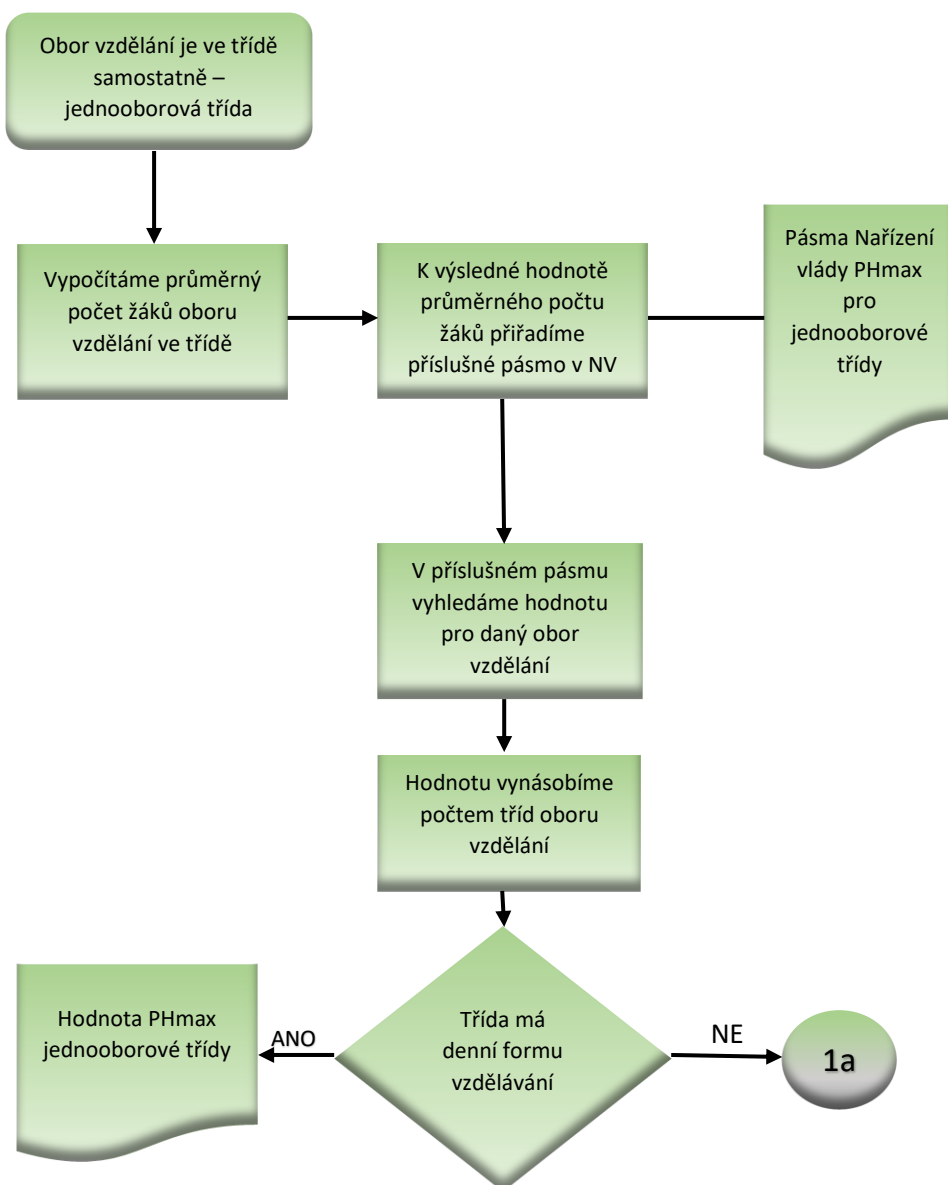 Obor vzdělání je ve třídě
samostatně –
jednooborová třída
Vypočítáme průměrný
počet žáků oboru
vzdělání ve třídě
K výsledné hodnotě
průměrného počtu
žáků přiřadíme
příslušné pásmo v NV
Pásma Nařízení
vlády PHmax
pro
jednooborové
třídy
V příslušném pásmu
vyhledáme hodnotu
pro daný obor
vzdělání
Hodnotu vynásobíme
počtem tříd oboru
vzdělání
Třída má
denní formu
vzdělávání
ANO
Hodnota PHmax
jednooborové třídy
NE
1a